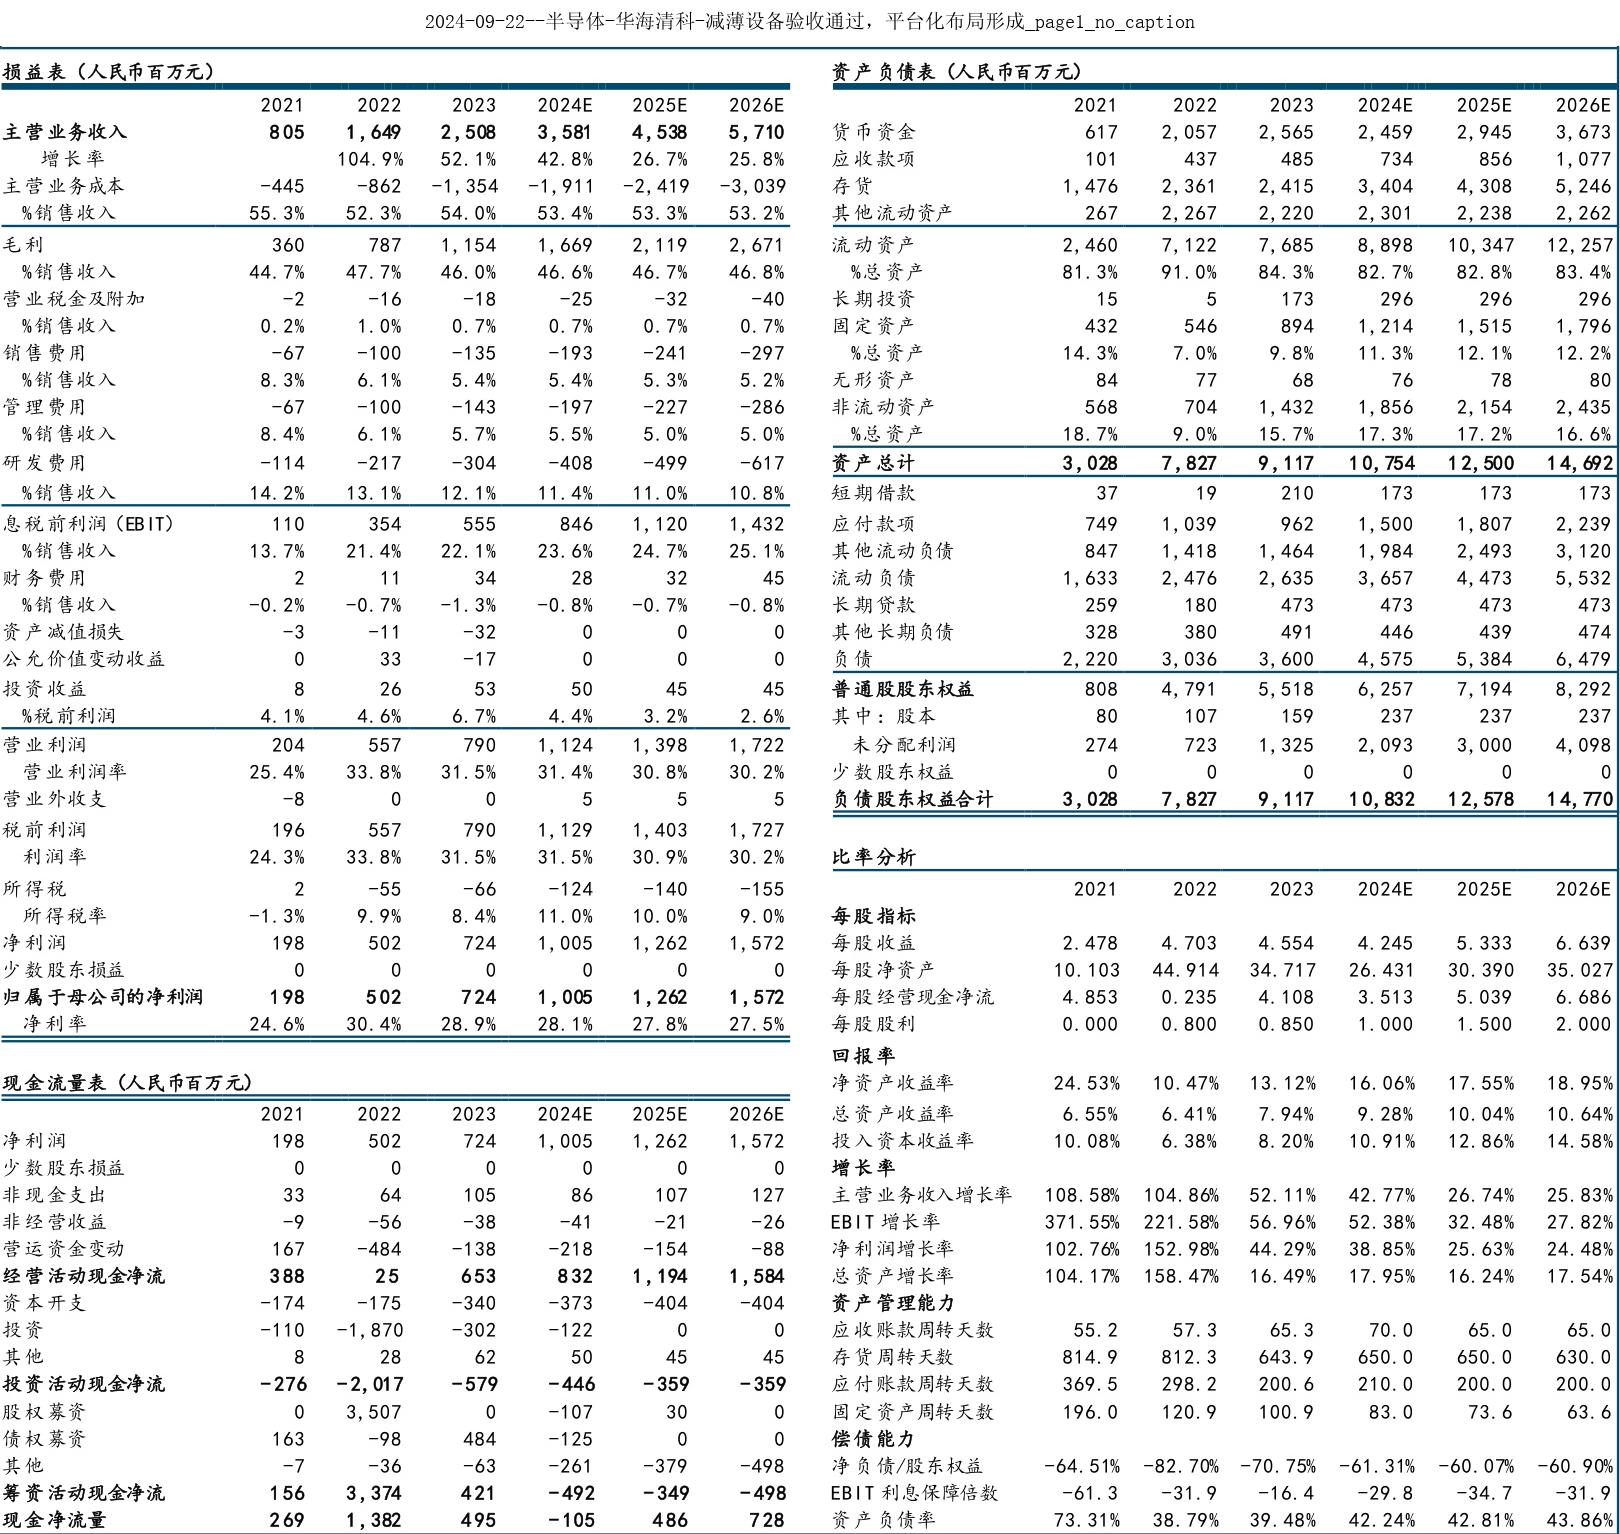 2024-09-22--半导体-华海清科-减薄设备验收通过，平台化布局形成_page1_no_caption
损益表（人民币百万元）
2021 2022 2023 2024E 2025E 2026E
主营业务收入 805 1,649 2,508 3,581 4,538 5,710
增长率 104.9% 52.1% 42.8% 26.7% 25.8%
主营业务成本 -445 -862 -1,354 -1,911 -2,419 -3,039
%销售收入 55.3% 52.3% 54.0% 53.4% 53.3% 53.2%
毛利 360 787 1,154 1,669 2,119 2,671
%销售收入 44.7% 47.7% 46.0% 46.6% 46.7% 46.8%
营业税金及附加 -2 -16 -18 -25 -32 -40
%销售收入 0.2% 1.0% 0.7% 0.7% 0.7% 0.7%
销售费用 -67 -100 -135 -193 -241 -297
%销售收入 8.3% 6.1% 5.4% 5.4% 5.3% 5.2%
管理费用 -67 -100 -143 -197 -227 -286
%销售收入 8.4% 6.1% 5.7% 5.5% 5.0% 5.0%
研发费用 -114 -217 -304 -408 -499 -617
%销售收入 14.2% 13.1% 12.1% 11.4% 11.0% 10.8%
息税前利润（EBIT） 110 354 555 846 1,120 1,432
%销售收入 13.7% 21.4% 22.1% 23.6% 24.7% 25.1%
财务费用 2 11 34 28 32 45
%销售收入 -0.2% -0.7% -1.3% -0.8% -0.7% -0.8%
资产减值损失 -3 -11 -32 0 0 0
公允价值变动收益 0 33 -17 0 0 0
投资收益 8 26 53 50 45 45
%税前利润 4.1% 4.6% 6.7% 4.4% 3.2% 2.6%
营业利润 204 557 790 1,124 1,398 1,722
营业利润率 25.4% 33.8% 31.5% 31.4% 30.8% 30.2%
营业外收支 -8 0 0 5 5 5
税前利润 196 557 790 1,129 1,403 1,727
利润率 24.3% 33.8% 31.5% 31.5% 30.9% 30.2%
所得税 2 -55 -66 -124 -140 -155
所得税率 -1.3% 9.9% 8.4% 11.0% 10.0% 9.0%
净利润 198 502 724 1,005 1,262 1,572
少数股东损益 0 0 0 0 0 0
归属于母公司的净利润 198 502 724 1,005 1,262 1,572
净利率 24.6% 30.4% 28.9% 28.1% 27.8% 27.5%
现金流量表（人民币百万元）
2021 2022 2023 2024E 2025E 2026E
净利润 198 502 724 1,005 1,262 1,572
少数股东损益 0 0 0 0 0 0
非现金支出 33 64 105 86 107 127
非经营收益 -9 -56 -38 -41 -21 -26
营运资金变动 167 -484 -138 -218 -154 -88
经营活动现金净流 388 25 653 832 1,194 1,584
资本开支 -174 -175 -340 -373 -404 -404
投资 -110 -1,870 -302 -122 0 0
其他 8 28 62 50 45 45
投资活动现金净流 -276 -2,017 -579 -446 -359 -359
股权募资 0 3,507 0 -107 30 0
债权募资 163 -98 484 -125 0 0
其他 -7 -36 -63 -261 -379 -498
筹资活动现金净流 156 3,374 421 -492 -349 -498
现金净流量 269 1,382 495 -105 486 728
资产负债表（人民币百万元）
2021 2022 2023 2024E 2025E 2026E
货币资金 617 2,057 2,565 2,459 2,945 3,673
应收款项 101 437 485 734 856 1,077
存货 1,476 2,361 2,415 3,404 4,308 5,246
其他流动资产 267 2,267 2,220 2,301 2,238 2,262
流动资产 2,460 7,122 7,685 8,898 10,347 12,257
%总资产 81.3% 91.0% 84.3% 82.7% 82.8% 83.4%
长期投资 15 5 173 296 296 296
固定资产 432 546 894 1,214 1,515 1,796
%总资产 14.3% 7.0% 9.8% 11.3% 12.1% 12.2%
无形资产 84 77 68 76 78 80
非流动资产 568 704 1,432 1,856 2,154 2,435
%总资产 18.7% 9.0% 15.7% 17.3% 17.2% 16.6%
资产总计 3,028 7,827 9,117 10,754 12,500 14,692
短期借款 37 19 210 173 173 173
应付款项 749 1,039 962 1,500 1,807 2,239
其他流动负债 847 1,418 1,464 1,984 2,493 3,120
流动负债 1,633 2,476 2,635 3,657 4,473 5,532
长期贷款 259 180 473 473 473 473
其他长期负债 328 380 491 446 439 474
负债 2,220 3,036 3,600 4,575 5,384 6,479
普通股股东权益 808 4,791 5,518 6,257 7,194 8,292
其中：股本 80 107 159 237 237 237
未分配利润 274 723 1,325 2,093 3,000 4,098
少数股东权益 0 0 0 0 0 0
负债股东权益合计 3,028 7,827 9,117 10,832 12,578 14,770
比率分析
2021 2022 2023 2024E 2025E 2026E
每股指标
每股收益 2.478 4.703 4.554 4.245 5.333 6.639
每股净资产 10.103 44.914 34.717 26.431 30.390 35.027
每股经营现金净流 4.853 0.235 4.108 3.513 5.039 6.686
每股股利 0.000 0.800 0.850 1.000 1.500 2.000
回报率
净资产收益率 24.53% 10.47% 13.12% 16.06% 17.55% 18.95%
总资产收益率 6.55% 6.41% 7.94% 9.28% 10.04% 10.64%
投入资本收益率 10.08% 6.38% 8.20% 10.91% 12.86% 14.58%
增长率
主营业务收入增长率 108.58% 104.86% 52.11% 42.77% 26.74% 25.83%
EBIT增长率 371.55% 221.58% 56.96% 52.38% 32.48% 27.82%
净利润增长率 102.76% 152.98% 44.29% 38.85% 25.63% 24.48%
总资产增长率 104.17% 158.47% 16.49% 17.95% 16.24% 17.54%
资产管理能力
应收账款周转天数 55.2 57.3 65.3 70.0 65.0 65.0
存货周转天数 814.9 812.3 643.9 650.0 650.0 630.0
应付账款周转天数 369.5 298.2 200.6 210.0 200.0 200.0
固定资产周转天数 196.0 120.9 100.9 83.0 73.6 63.6
偿债能力
净负债/股东权益 -64.51% -82.70% -70.75% -61.31% -60.07% -60.90%
EBIT利息保障倍数 -61.3 -31.9 -16.4 -29.8 -34.7 -31.9
资产负债率 73.31% 38.79% 39.48% 42.24% 42.81% 43.86%